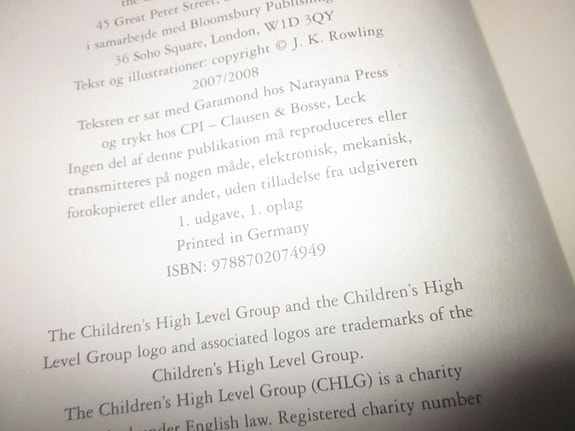 the
45 Great Peter Street,
i samarbejde med Bloomsbury Publishing
36 Soho Square, London, W1D 3QY
Tekst og illustrationer: copyright © J. K. Rowling
2007/2008
Teksten er sat med Garamond hos Narayana Press
og trykt hos CPI – Clausen & Bosse, Leck
Ingen del af denne publikation må reproduceres eller
transmitteres på nogen måde, elektronisk, mekanisk,
fotokopieret eller andet, uden tilladelse fra udgiveren
1. udgave, 1. oplag
Printed in Germany
ISBN: 9788702074949
The Children's High Level Group and the Children's High
Level Group logo and associated logos are trademarks of the
Children's High Level Group.
The Children's High Level Group (CHLG) is a charity
under English law. Registered charity number